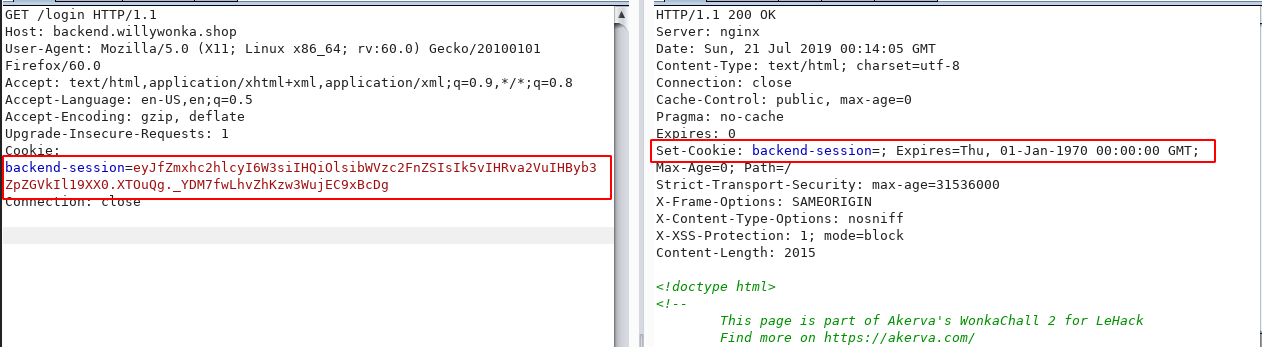 GET /login HTTP/1.1
Host: backend.willywonka.shop
User-Agent: Mozilla/5.0 (X11; Linux x86_64; rv:60.0) Gecko/20100101
Firefox/60.0
Accept: text/html,application/xhtml+xml,application/xml;q=0.9,*/*;q=0.8
Accept-Language: en-US,en;q=0.5
Accept-Encoding: gzip, deflate
Upgrade-Insecure-Requests: 1
Cookie:
backend-session=eyJfZmxhc2hlcyI6W3siIHQiOlsibWVzc2FnZSIsIk5vIHRva2VuIHByb3
ZpZGVkIl19XX0.XTOuQg._YDM7fwLhvZhKzw3WujEC9xBcDg
Connection: close
HTTP/1.1 200 OK
Server: nginx
Date: Sun, 21 Jul 2019 00:14:05 GMT
Content-Type: text/html; charset=utf-8
Connection: close
Cache-Control: public, max-age=0
Pragma: no-cache
Expires: 0
Set-Cookie: backend-session=; Expires=Thu, 01-Jan-1970 00:00:00 GMT;
Max-Age=0; Path=/
Strict-Transport-Security: max-age=31536000
X-Frame-Options: SAMEORIGIN
X-Content-Type-Options: nosniff
X-XSS-Protection: 1; mode=block
Content-Length: 2015
<!doctype html>
<!--
This page is part of Akerva's WonkaChall 2 for LeHack
Find more on https://akerva.com/